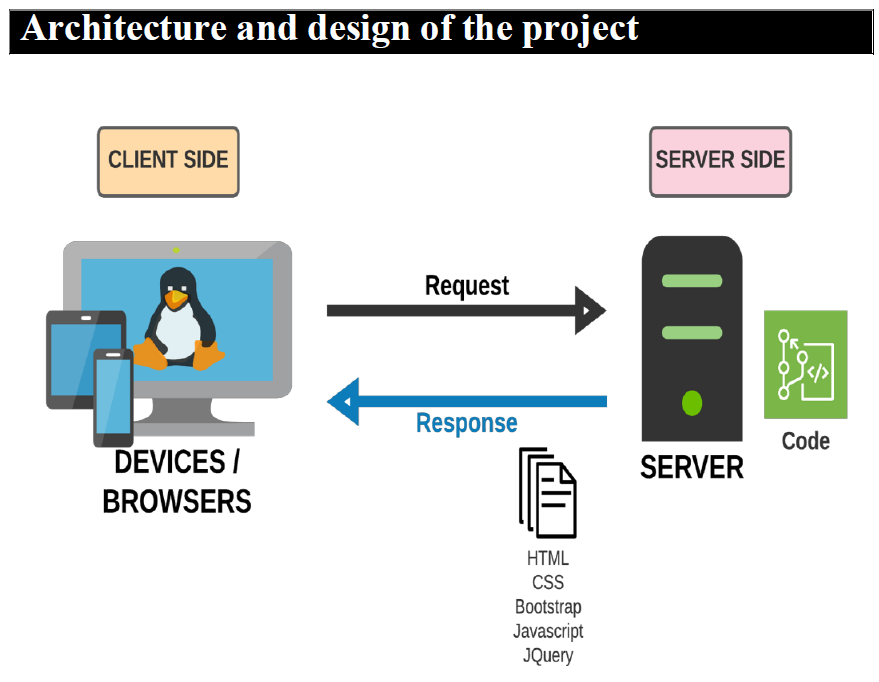 Architecture and design of the project
CLIENT SIDE
SERVER SIDE
Request
Response
</>
Code
DEVICES /
BROWSERS
SERVER
HTML
CSS
Bootstrap
Javascript
JQuery